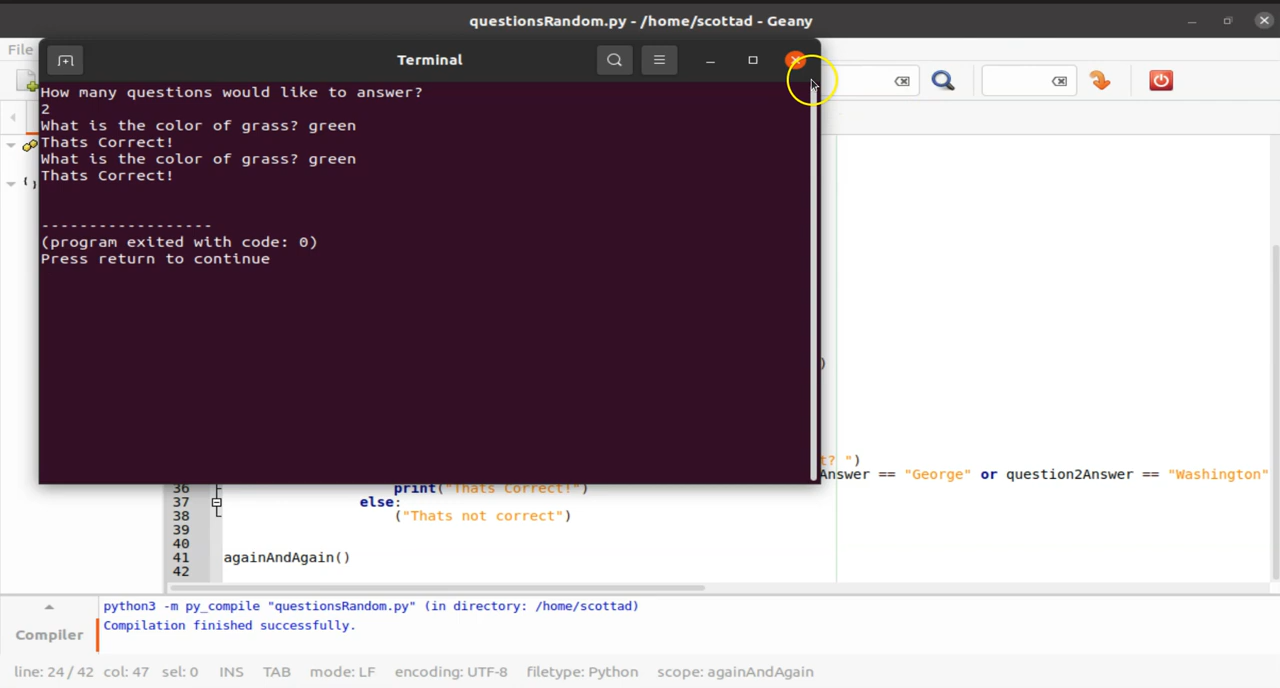 questionsRandom.py - /home/scottad - Geany
File
Terminal
How many questions would like to answer?
2
What is the color of grass? green
Thats Correct!
What is the color of grass? green
Thats Correct!
------------------
(program exited with code: 0)
Press return to continue
)
t? ")
Answer == "George" or question2Answer == "Washington"
36 print("Thats Correct!")
37 else:
38 ("Thats not correct")
39
40
41 againAndAgain()
42
python3 -m py_compile "questionsRandom.py" (in directory: /home/scottad)
Compilation finished successfully.
Compiler
line: 24 / 42 col: 47 sel: 0 INS TAB mode: LF encoding: UTF-8 filetype: Python scope: againAndAgain